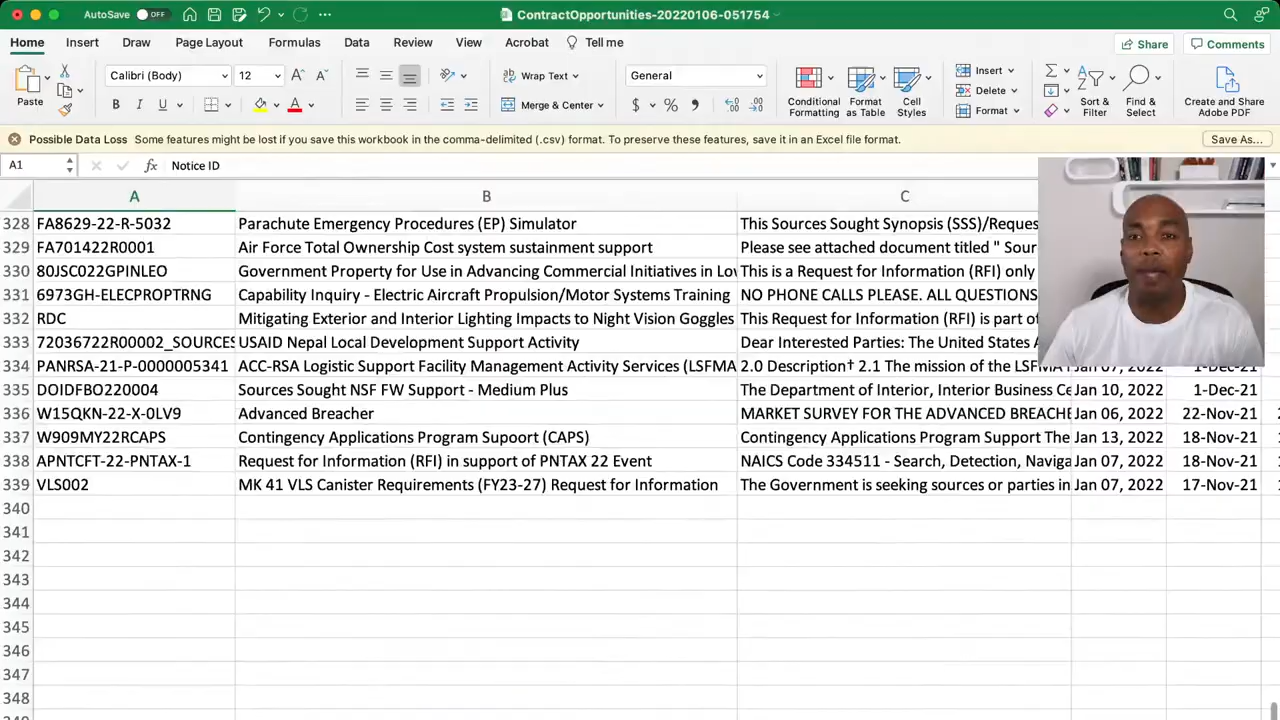 AutoSave OFF ContractOpportunities-20220106-051754
Home Insert Draw Page Layout Formulas Data Review View Acrobat Tell me Share Comments
Paste Calibri (Body) 12 Wrap Text General Merge & Center Conditional Formatting Format as Table Cell Styles Insert Delete Format Sort & Filter Find & Select Create and Share Adobe PDF
Possible Data Loss Some features might be lost if you save this workbook in the comma-delimited (.csv) format. To preserve these features, save it in an Excel file format. Save As...
A1 fx Notice ID
A B C
328 FA8629-22-R-5032 Parachute Emergency Procedures (EP) Simulator This Sources Sought Synopsis (SSS)/Reques
329 FA701422R0001 Air Force Total Ownership Cost system sustainment support Please see attached document titled " Sour
330 80JSC022GPINLEO Government Property for Use in Advancing Commercial Initiatives in Lov This is a Request for Information (RFI) only
331 6973GH-ELECPROPTRNG Capability Inquiry - Electric Aircraft Propulsion/Motor Systems Training NO PHONE CALLS PLEASE. ALL QUESTIONS
332 RDC Mitigating Exterior and Interior Lighting Impacts to Night Vision Goggles This Request for Information (RFI) is part of
333 72036722R00002_SOURCES USAID Nepal Local Development Support Activity Dear Interested Parties: The United States A
334 PANRSA-21-P-0000005341 ACC-RSA Logistic Support Facility Management Activity Services (LSFMA 2.0 Description† 2.1 The mission of the LSFMA Jan 07, 2022 1-Dec-21
335 DOIDFBO220004 Sources Sought NSF FW Support - Medium Plus The Department of Interior, Interior Business Ce Jan 10, 2022 1-Dec-21
336 W15QKN-22-X-0LV9 Advanced Breacher MARKET SURVEY FOR THE ADVANCED BREACHE Jan 06, 2022 22-Nov-21
337 W909MY22RCAPS Contingency Applications Program Supoort (CAPS) Contingency Applications Program Support The Jan 13, 2022 18-Nov-21
338 APNTCFT-22-PNTAX-1 Request for Information (RFI) in support of PNTAX 22 Event NAICS Code 334511 - Search, Detection, Naviga Jan 07, 2022 18-Nov-21
339 VLS002 MK 41 VLS Canister Requirements (FY23-27) Request for Information The Government is seeking sources or parties in Jan 07, 2022 17-Nov-21
340
341
342
343
344
345
346
347
348